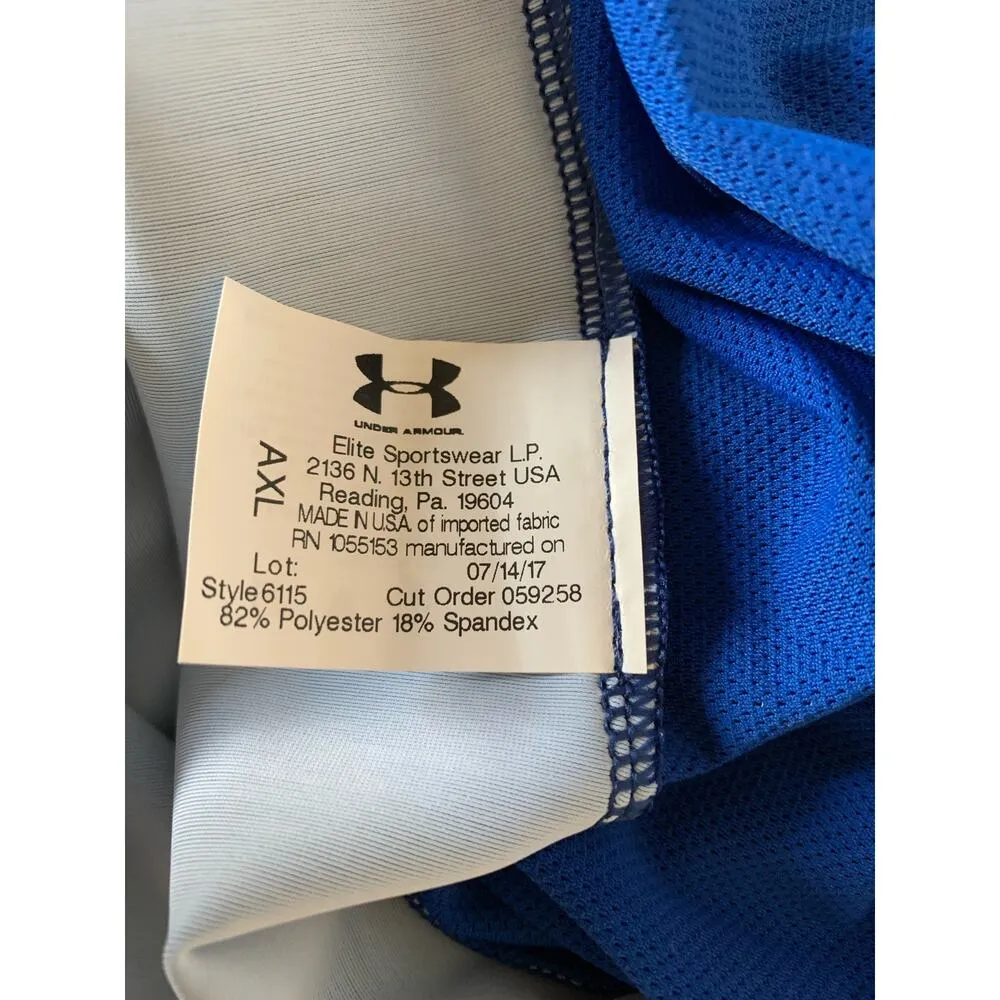 UNDER ARMOUR
AXL
Elite Sportswear L.P.
2136 N. 13th Street USA
Reading, Pa. 19604
MADE IN U.S.A. of imported fabric
RN 1055153 manufactured on
Lot: 07/14/17
Style 6115 Cut Order 059258
82% Polyester 18% Spandex